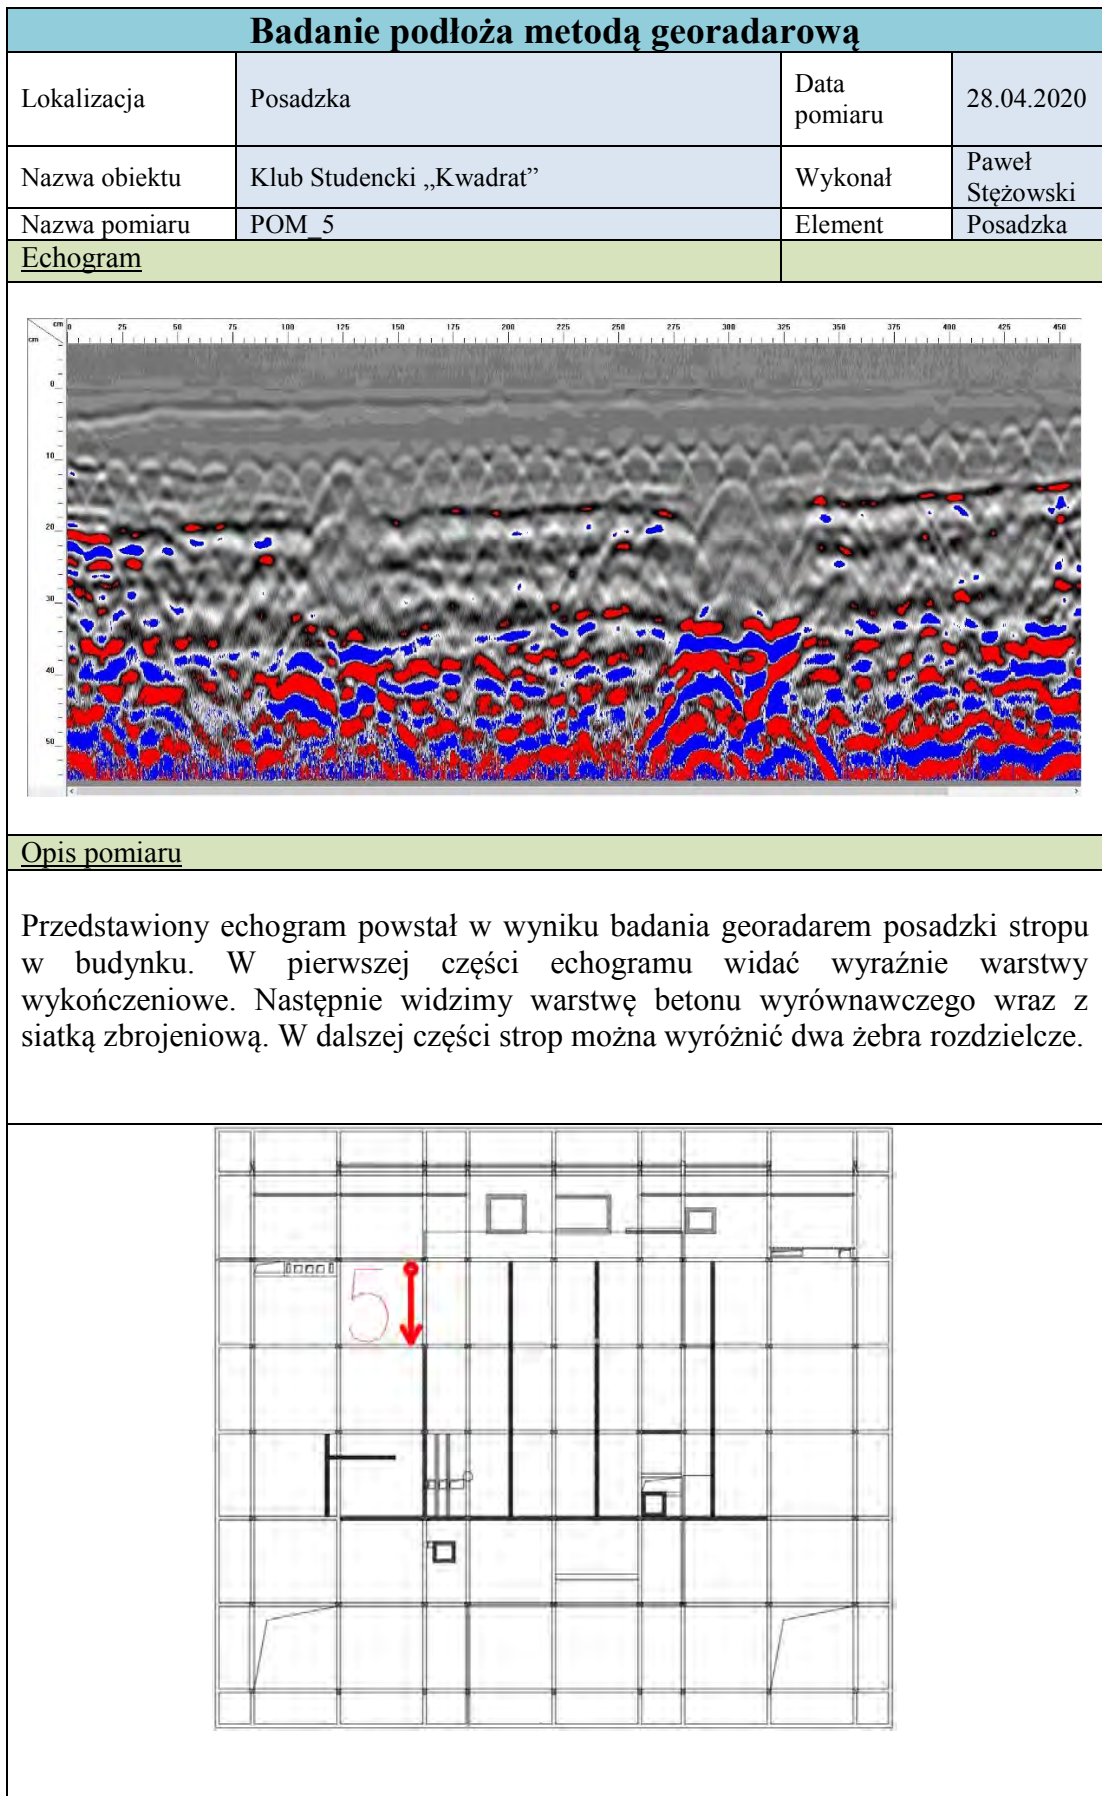 Badanie podłoża metodą georadarową
Lokalizacja
Posadzka
Data
pomiaru
28.04.2020
Nazwa obiektu
Klub Studencki „Kwadrat”
Wykonał
Paweł
Stężowski
Nazwa pomiaru
POM_5
Element
Posadzka
Echogram
cm 0 25 50 75 100 125 150 175 200 225 250 275 300 325 350 375 400 425 450
cm
0
10
20
30
40
50
Opis pomiaru
Przedstawiony echogram powstał w wyniku badania georadarem posadzki stropu
w budynku. W pierwszej części echogramu widać wyraźnie warstwy
wykończeniowe. Następnie widzimy warstwę betonu wyrównawczego wraz z
siatką zbrojeniową. W dalszej części strop można wyróżnić dwa żebra rozdzielcze.
5